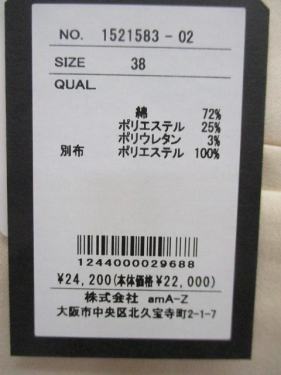 NO. 1521583-02
SIZE 38
QUAL.
綿 72%
ポリエステル 25%
ポリウレタン 3%
別布 ポリエステル 100%
1244000029688
¥24,200(本体価格¥22,000)
株式会社 amA-Z
大阪市中央区北久宝寺町2-1-7